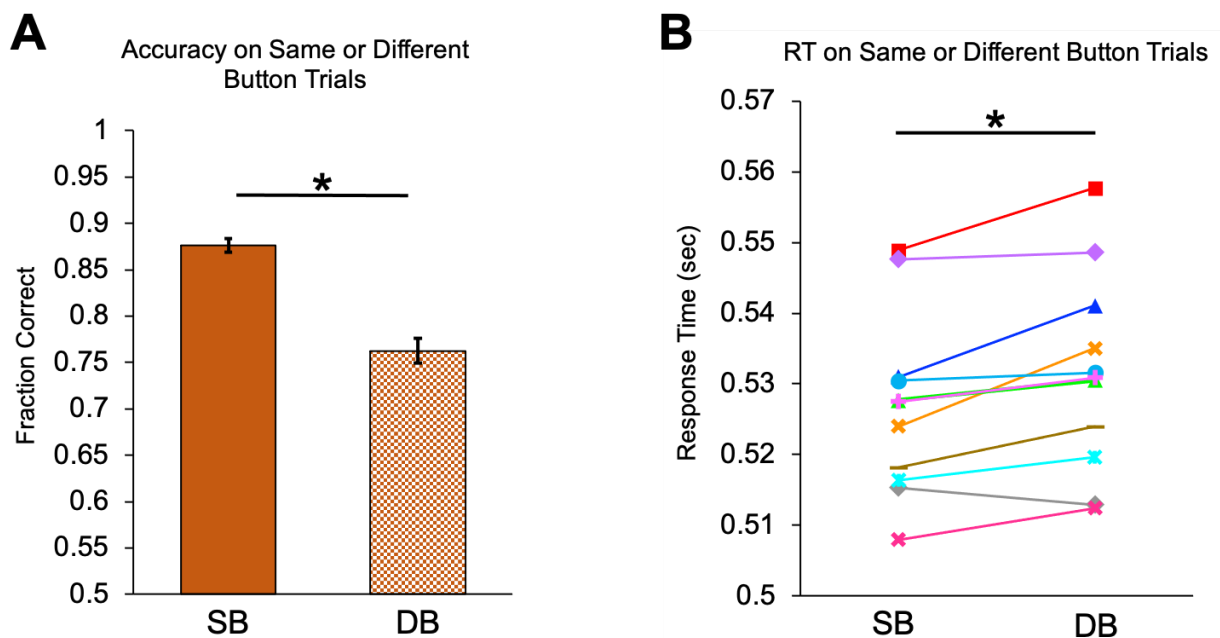 A
Accuracy on Same or Different
Button Trials
Fraction Correct
1
0.95
0.9
0.85
0.8
0.75
0.7
0.65
0.6
0.55
0.5
*
SB
DB
B
RT on Same or Different Button Trials
Response Time (sec)
0.57
0.56
0.55
0.54
0.53
0.52
0.51
0.5
*
SB
DB